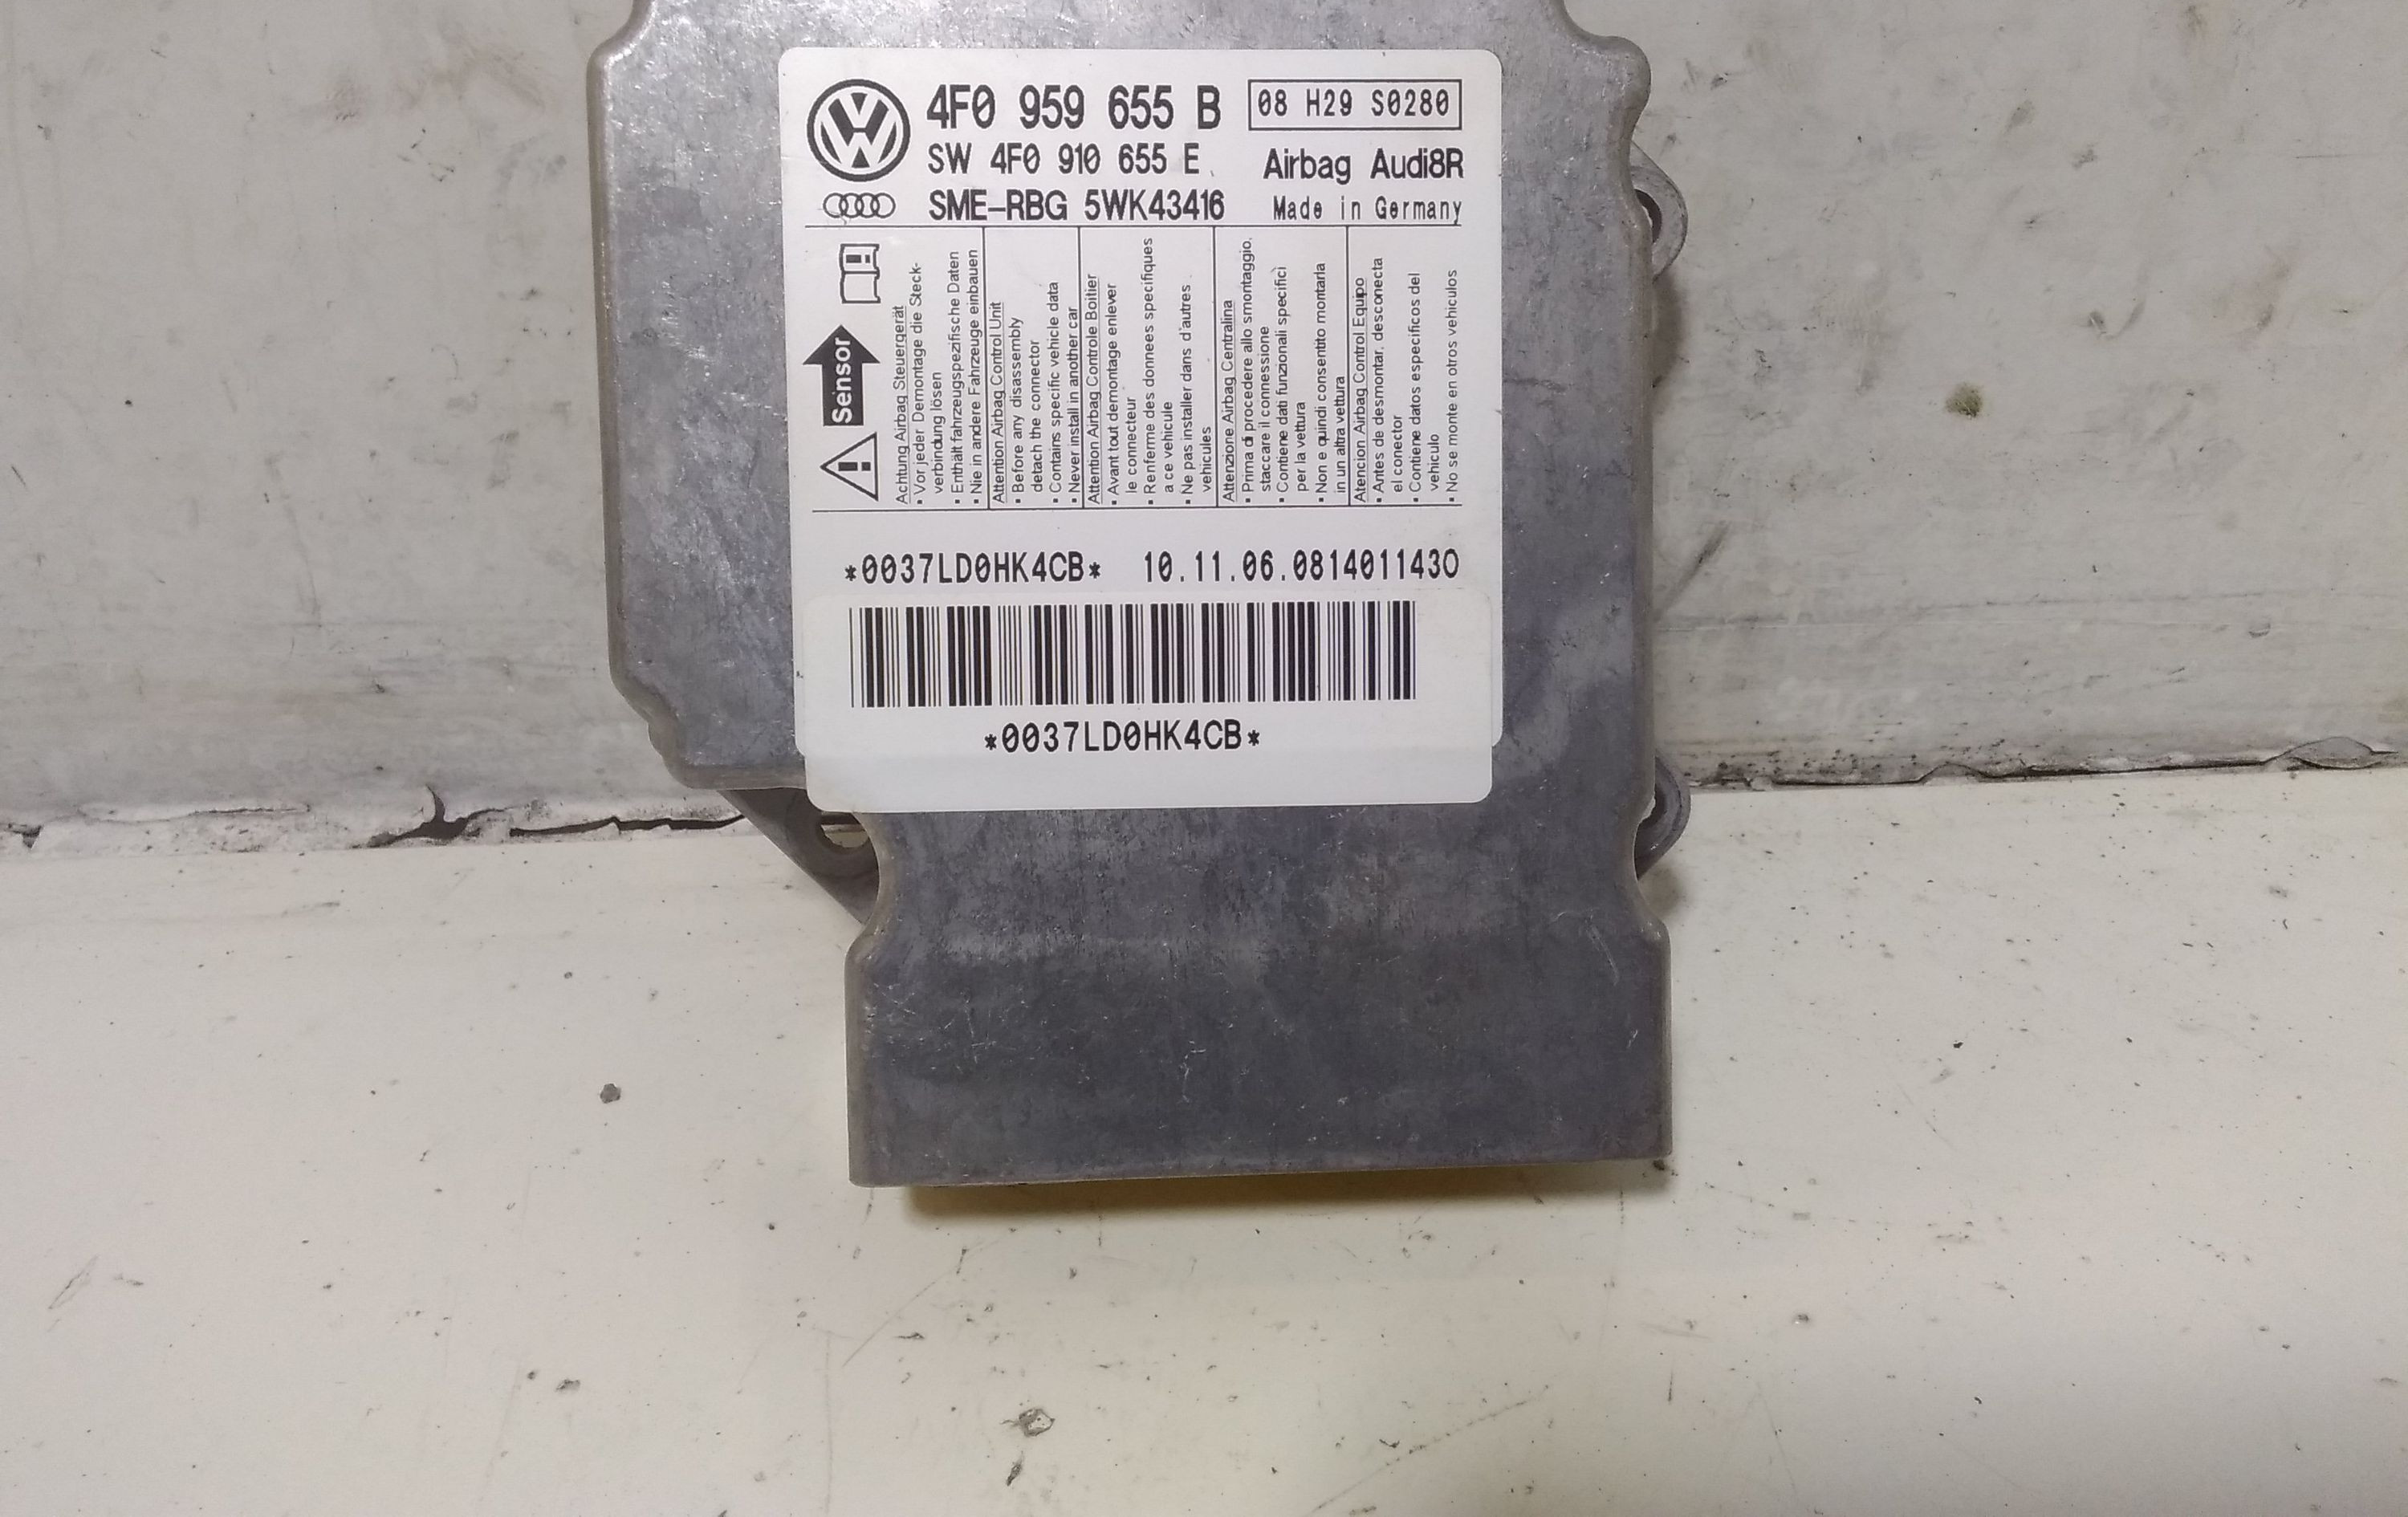 4F0 959 655 B
08 H29 S0280
SW 4F0 910 655 E
Airbag Audi8R
SME-RBG 5WK43416
Made in Germany
Sensor
Achtung Airbag Steuergerät
• Vor jeder Demontage die Steck-
verbindung lösen
• Enthält fahrzeugspezifische Daten
• Nie in andere Fahrzeuge einbauen
Attention Airbag Control Unit
• Before any disassembly
detach the connector
• Contains specific vehicle data
• Never install in another car
Attention Airbag Controle Boitier
• Avant tout demontage enlever
le connecteur
• Renferme des donnees specifiques
a ce vehicule
• Ne pas installer dans d'autres
vehicules
Attenzione Airbag Centralina
• Prima di procedere allo smontaggio,
staccare il connessione
• Contiene dati funzionali specifici
per la vettura
• Non e quindi consentito montarla
in un altra vettura
Atencion Airbag Control Equipo
• Antes de desmontar, desconecta
el conector
• Contiene datos especificos del
vehiculo
• No se monte en otros vehiculos
*0037LD0HK4CB* 10.11.06.0814011430
*0037LD0HK4CB*